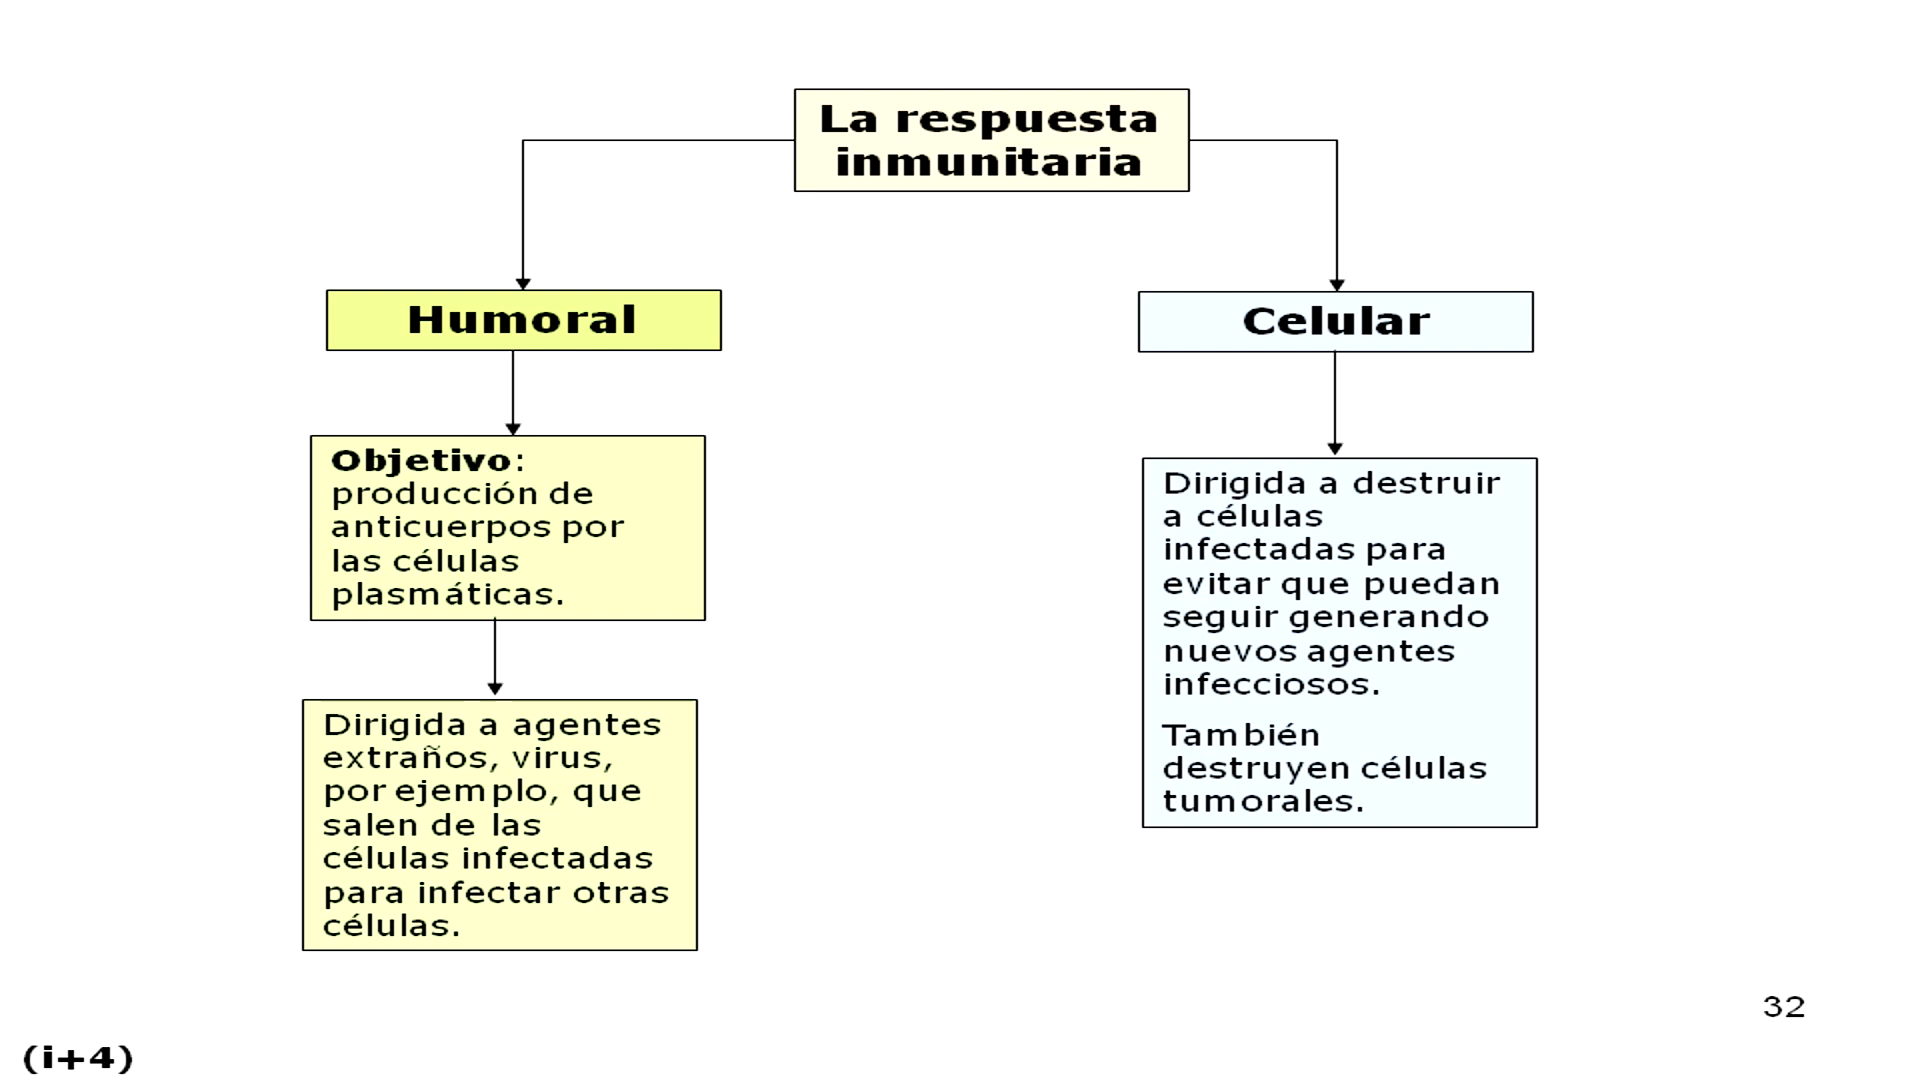 La respuesta
inmunitaria
Humoral
Celular
Objetivo:
producción de
anticuerpos por
las células
plasmáticas.
Dirigida a agentes
extraños, virus,
por ejemplo, que
salen de las
células infectadas
para infectar otras
células.
Dirigida a destruir
a células
infectadas para
evitar que puedan
seguir generando
nuevos agentes
infecciosos.
También
destruyen células
tumorales.
32
(i+4)